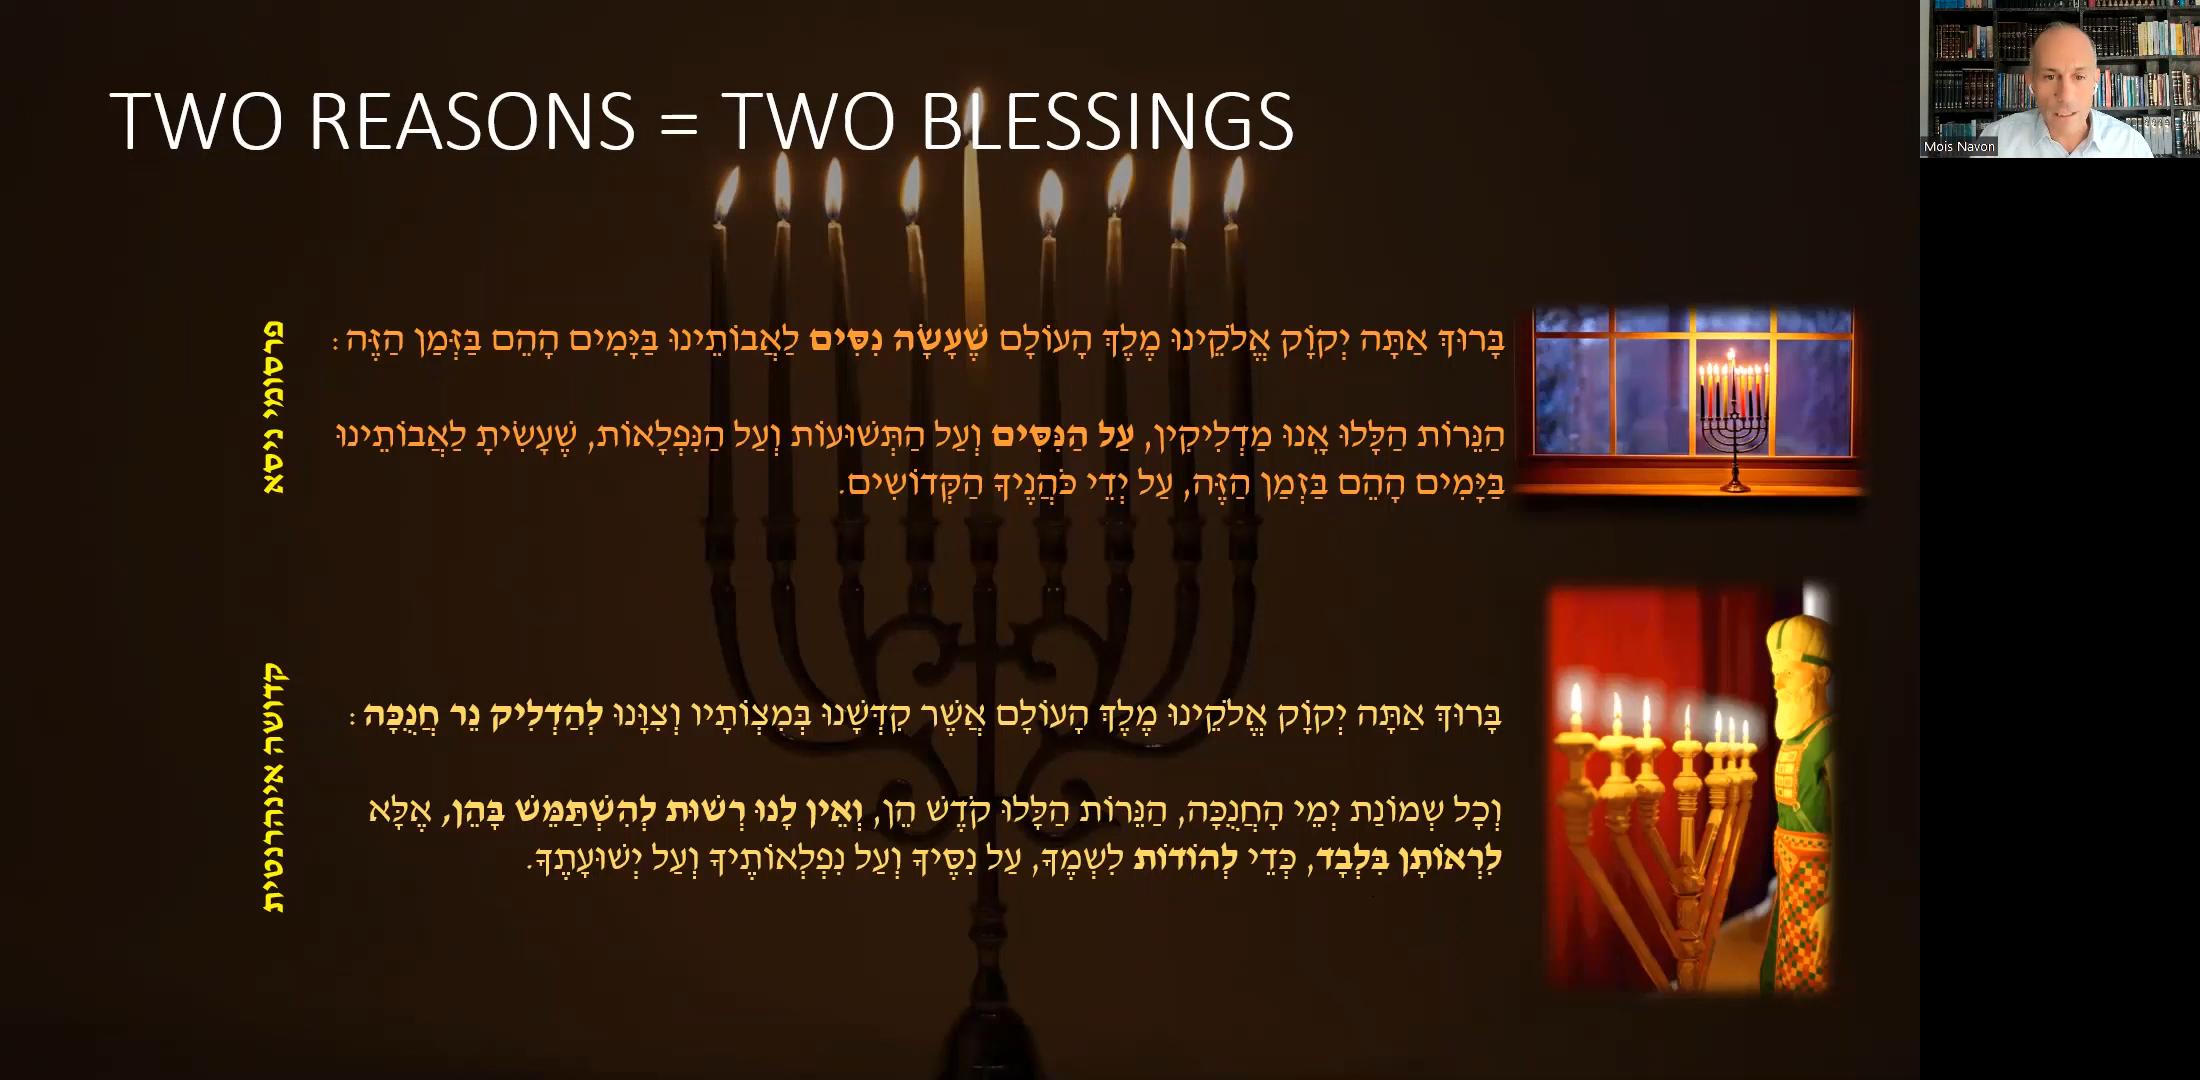 TWO REASONS = TWO BLESSINGS
Mois Navon
פרסומי ניסא
בָּרוּךְ אַתָּה יְקוָק אֱלֹקֵינוּ מֶלֶךְ הָעוֹלָם שֶׁעָשָׂה נִסִּים לַאֲבוֹתֵינוּ בַּיָּמִים הָהֵם בַּזְּמַן הַזֶּה:
הַנֵּרוֹת הַלָּלוּ אָנוּ מַדְלִיקִין, עַל הַנִּסִּים וְעַל הַתְּשׁוּעוֹת וְעַל הַנִּפְלָאוֹת, שֶׁעָשִׂיתָ לַאֲבוֹתֵינוּ
בַּיָּמִים הָהֵם בַּזְּמַן הַזֶּה, עַל יְדֵי כֹּהֲנֶיךָ הַקְּדוֹשִׁים.
קדושה אינהרנטית
בָּרוּךְ אַתָּה יְקוָק אֱלֹקֵינוּ מֶלֶךְ הָעוֹלָם אֲשֶׁר קִדְּשָׁנוּ בְּמִצְוֹתָיו וְצִוָּנוּ לְהַדְלִיק נֵר חֲנֻכָּה:
וְכָל שְׁמוֹנַת יְמֵי הַחֲנֻכָּה, הַנֵּרוֹת הַלָּלוּ קֹדֶשׁ הֵן, וְאֵין לָנוּ רְשׁוּת לְהִשְׁתַּמֵּשׁ בָּהֵן, אֶלָּא
לִרְאוֹתָן בִּלְבָד, כְּדֵי לְהוֹדוֹת לִשְׁמֶךָ, עַל נִסֶּיךָ וְעַל נִפְלְאוֹתֶיךָ וְעַל יְשׁוּעָתֶךָ.